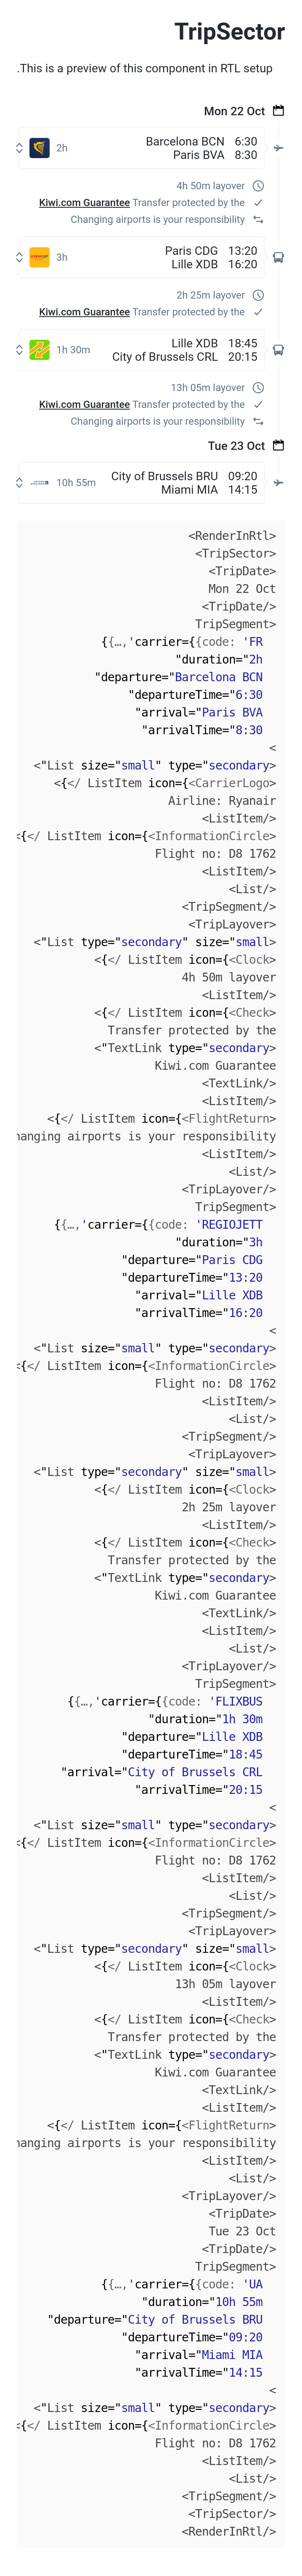 TripSector
.This is a preview of this component in RTL setup
Mon 22 Oct
2h
Barcelona BCN 6:30
Paris BVA 8:30
4h 50m layover
Kiwi.com Guarantee Transfer protected by the
Changing airports is your responsibility
3h
Paris CDG 13:20
Lille XDB 16:20
2h 25m layover
Kiwi.com Guarantee Transfer protected by the
1h 30m
Lille XDB 18:45
City of Brussels CRL 20:15
13h 05m layover
Kiwi.com Guarantee Transfer protected by the
Changing airports is your responsibility
Tue 23 Oct
10h 55m
City of Brussels BRU 09:20
Miami MIA 14:15
<RenderInRtl>
<TripSector>
<TripDate>
Mon 22 Oct
<TripDate/>
TripSegment>
{{…,'carrier={{code: 'FR
"duration="2h
"departure="Barcelona BCN
"departureTime="6:30
"arrival="Paris BVA
"arrivalTime="8:30
<
<"List size="small" type="secondary>
<{</ ListItem icon={<CarrierLogo>
Airline: Ryanair
<ListItem/>
<{</ ListItem icon={<InformationCircle>
Flight no: D8 1762
<ListItem/>
<List/>
<TripSegment/>
<TripLayover>
<"List type="secondary" size="small>
<{</ ListItem icon={<Clock>
4h 50m layover
<ListItem/>
<{</ ListItem icon={<Check>
Transfer protected by the
<"TextLink type="secondary>
Kiwi.com Guarantee
<TextLink/>
<ListItem/>
<{</ ListItem icon={<FlightReturn>
hanging airports is your responsibility
<ListItem/>
<List/>
<TripLayover/>
TripSegment>
{{…,'carrier={{code: 'REGIOJETT
"duration="3h
"departure="Paris CDG
"departureTime="13:20
"arrival="Lille XDB
"arrivalTime="16:20
<
<"List size="small" type="secondary>
<{</ ListItem icon={<InformationCircle>
Flight no: D8 1762
<ListItem/>
<List/>
<TripSegment/>
<TripLayover>
<"List type="secondary" size="small>
<{</ ListItem icon={<Clock>
2h 25m layover
<ListItem/>
<{</ ListItem icon={<Check>
Transfer protected by the
<"TextLink type="secondary>
Kiwi.com Guarantee
<TextLink/>
<ListItem/>
<List/>
<TripLayover/>
TripSegment>
{{…,'carrier={{code: 'FLIXBUS
"duration="1h 30m
"departure="Lille XDB
"departureTime="18:45
"arrival="City of Brussels CRL
"arrivalTime="20:15
<
<"List size="small" type="secondary>
<{</ ListItem icon={<InformationCircle>
Flight no: D8 1762
<ListItem/>
<List/>
<TripSegment/>
<TripLayover>
<"List type="secondary" size="small>
<{</ ListItem icon={<Clock>
13h 05m layover
<ListItem/>
<{</ ListItem icon={<Check>
Transfer protected by the
<"TextLink type="secondary>
Kiwi.com Guarantee
<TextLink/>
<ListItem/>
<{</ ListItem icon={<FlightReturn>
hanging airports is your responsibility
<ListItem/>
<List/>
<TripLayover/>
<TripDate>
Tue 23 Oct
<TripDate/>
TripSegment>
{{…,'carrier={{code: 'UA
"duration="10h 55m
"departure="City of Brussels BRU
"departureTime="09:20
"arrival="Miami MIA
"arrivalTime="14:15
<
<"List size="small" type="secondary>
<{</ ListItem icon={<InformationCircle>
Flight no: D8 1762
<ListItem/>
<List/>
<TripSegment/>
<TripSector/>
<RenderInRtl/>